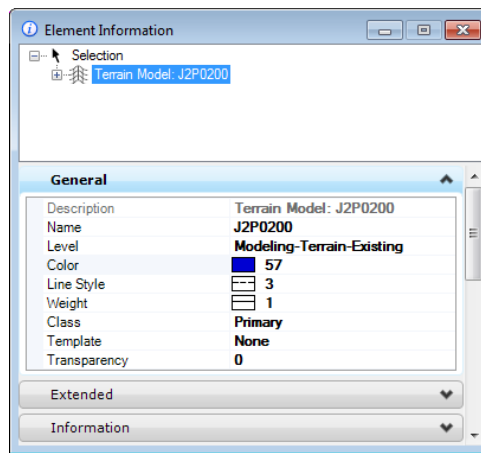 Element Information
Selection
Terrain Model: J2P0200
General
Description Terrain Model: J2P0200
Name J2P0200
Level Modeling-Terrain-Existing
Color 57
Line Style 3
Weight 1
Class Primary
Template None
Transparency 0
Extended
Information